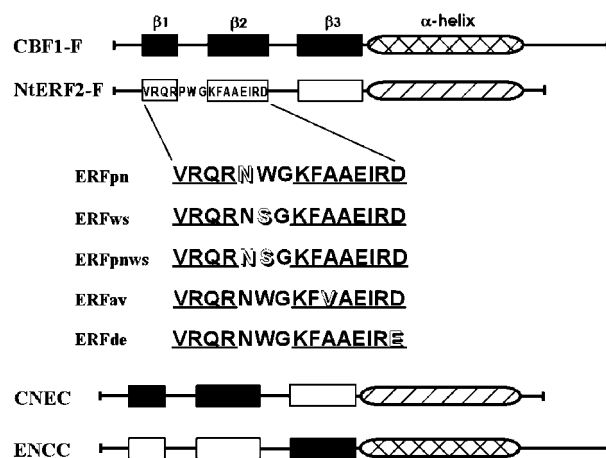 β1 β2 β3 α-helix
CBF1-F
NtERF2-F VRQRPWGKFAAEIRD
ERFpn VRQRNWGKFAAEIRD
ERFws VRQRNSGKFAAEIRD
ERFpnws VRQRNSGKFAAEIRD
ERFav VRQRNWGKFVAEIRD
ERFde VRQRNWGKFAAEIRE
CNEC
ENCC